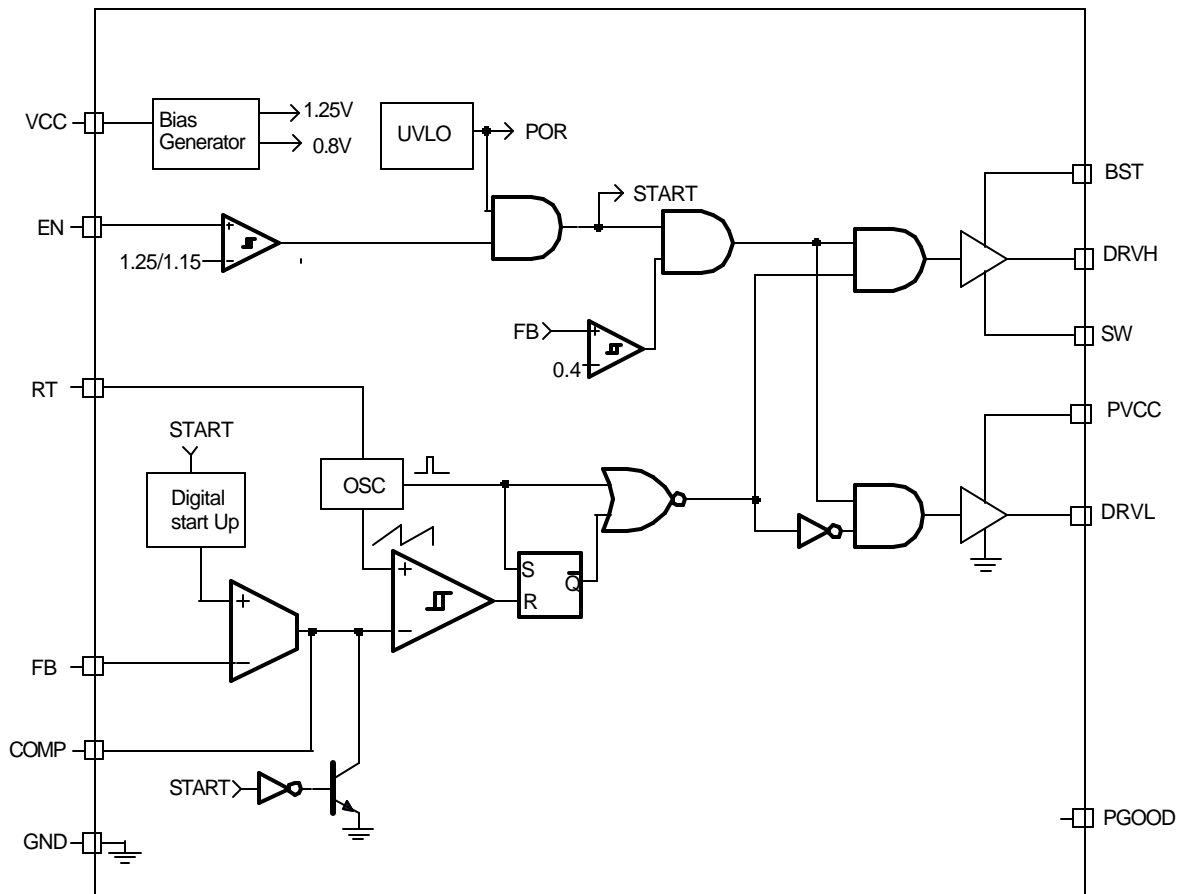 VCC
Bias
Generator
1.25V
0.8V
UVLO
POR
BST
START
EN
+
−
1.25/1.15
DRVH
FB
+
−
0.4
SW
RT
PVCC
START
OSC
Digital
start Up
DRVL
+
−
S
R
Q
+
−
FB
COMP
START
PGOOD
GND